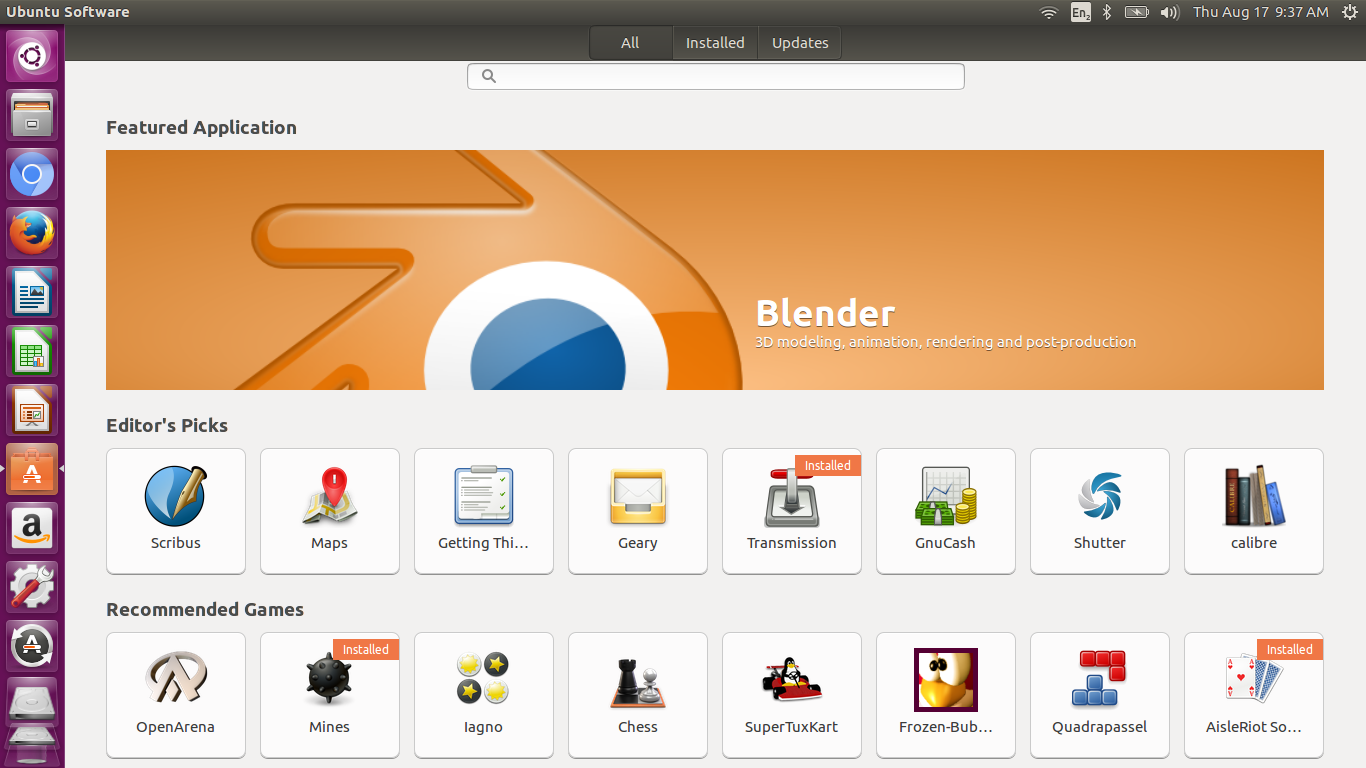 Ubuntu Software
En2
Thu Aug 17 9:37 AM
All
Installed
Updates
Featured Application
Blender
3D modeling, animation, rendering and post-production
Editor's Picks
Installed
Scribus
Maps
Getting Thi...
Geary
Transmission
GnuCash
Shutter
calibre
CALIBRE
Recommended Games
Installed
Installed
OpenArena
Mines
Iagno
Chess
SuperTuxKart
Frozen-Bub...
Quadrapassel
AisleRiot So...